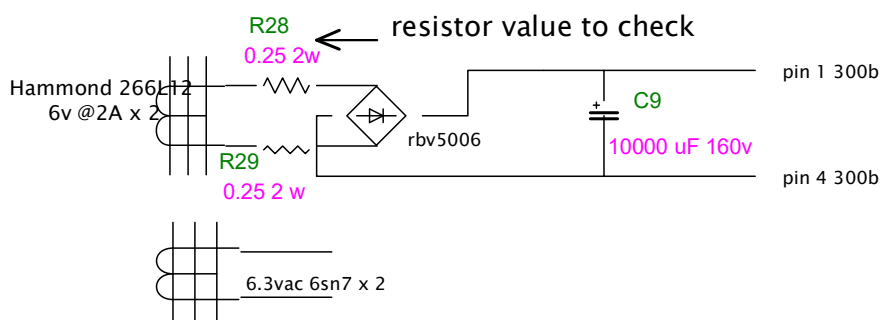 R28
resistor value to check
0.25 2w
Hammond 266L12
6v @2A x 2
pin 1 300b
C9
+
rbv5006
10000 uF 160v
R29
0.25 2 w
pin 4 300b
6.3vac 6sn7 x 2